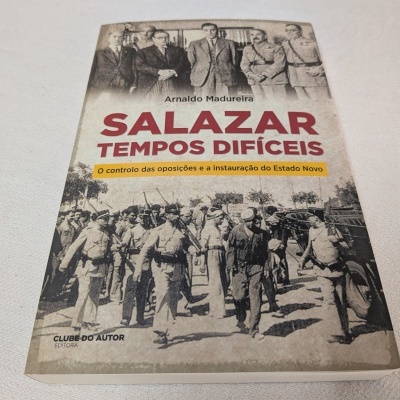 Arnaldo Madureira
SALAZAR
TEMPOS DIFÍCEIS
O controlo das oposições e a instauração do Estado Novo
CLUBE DO AUTOR
EDITORA